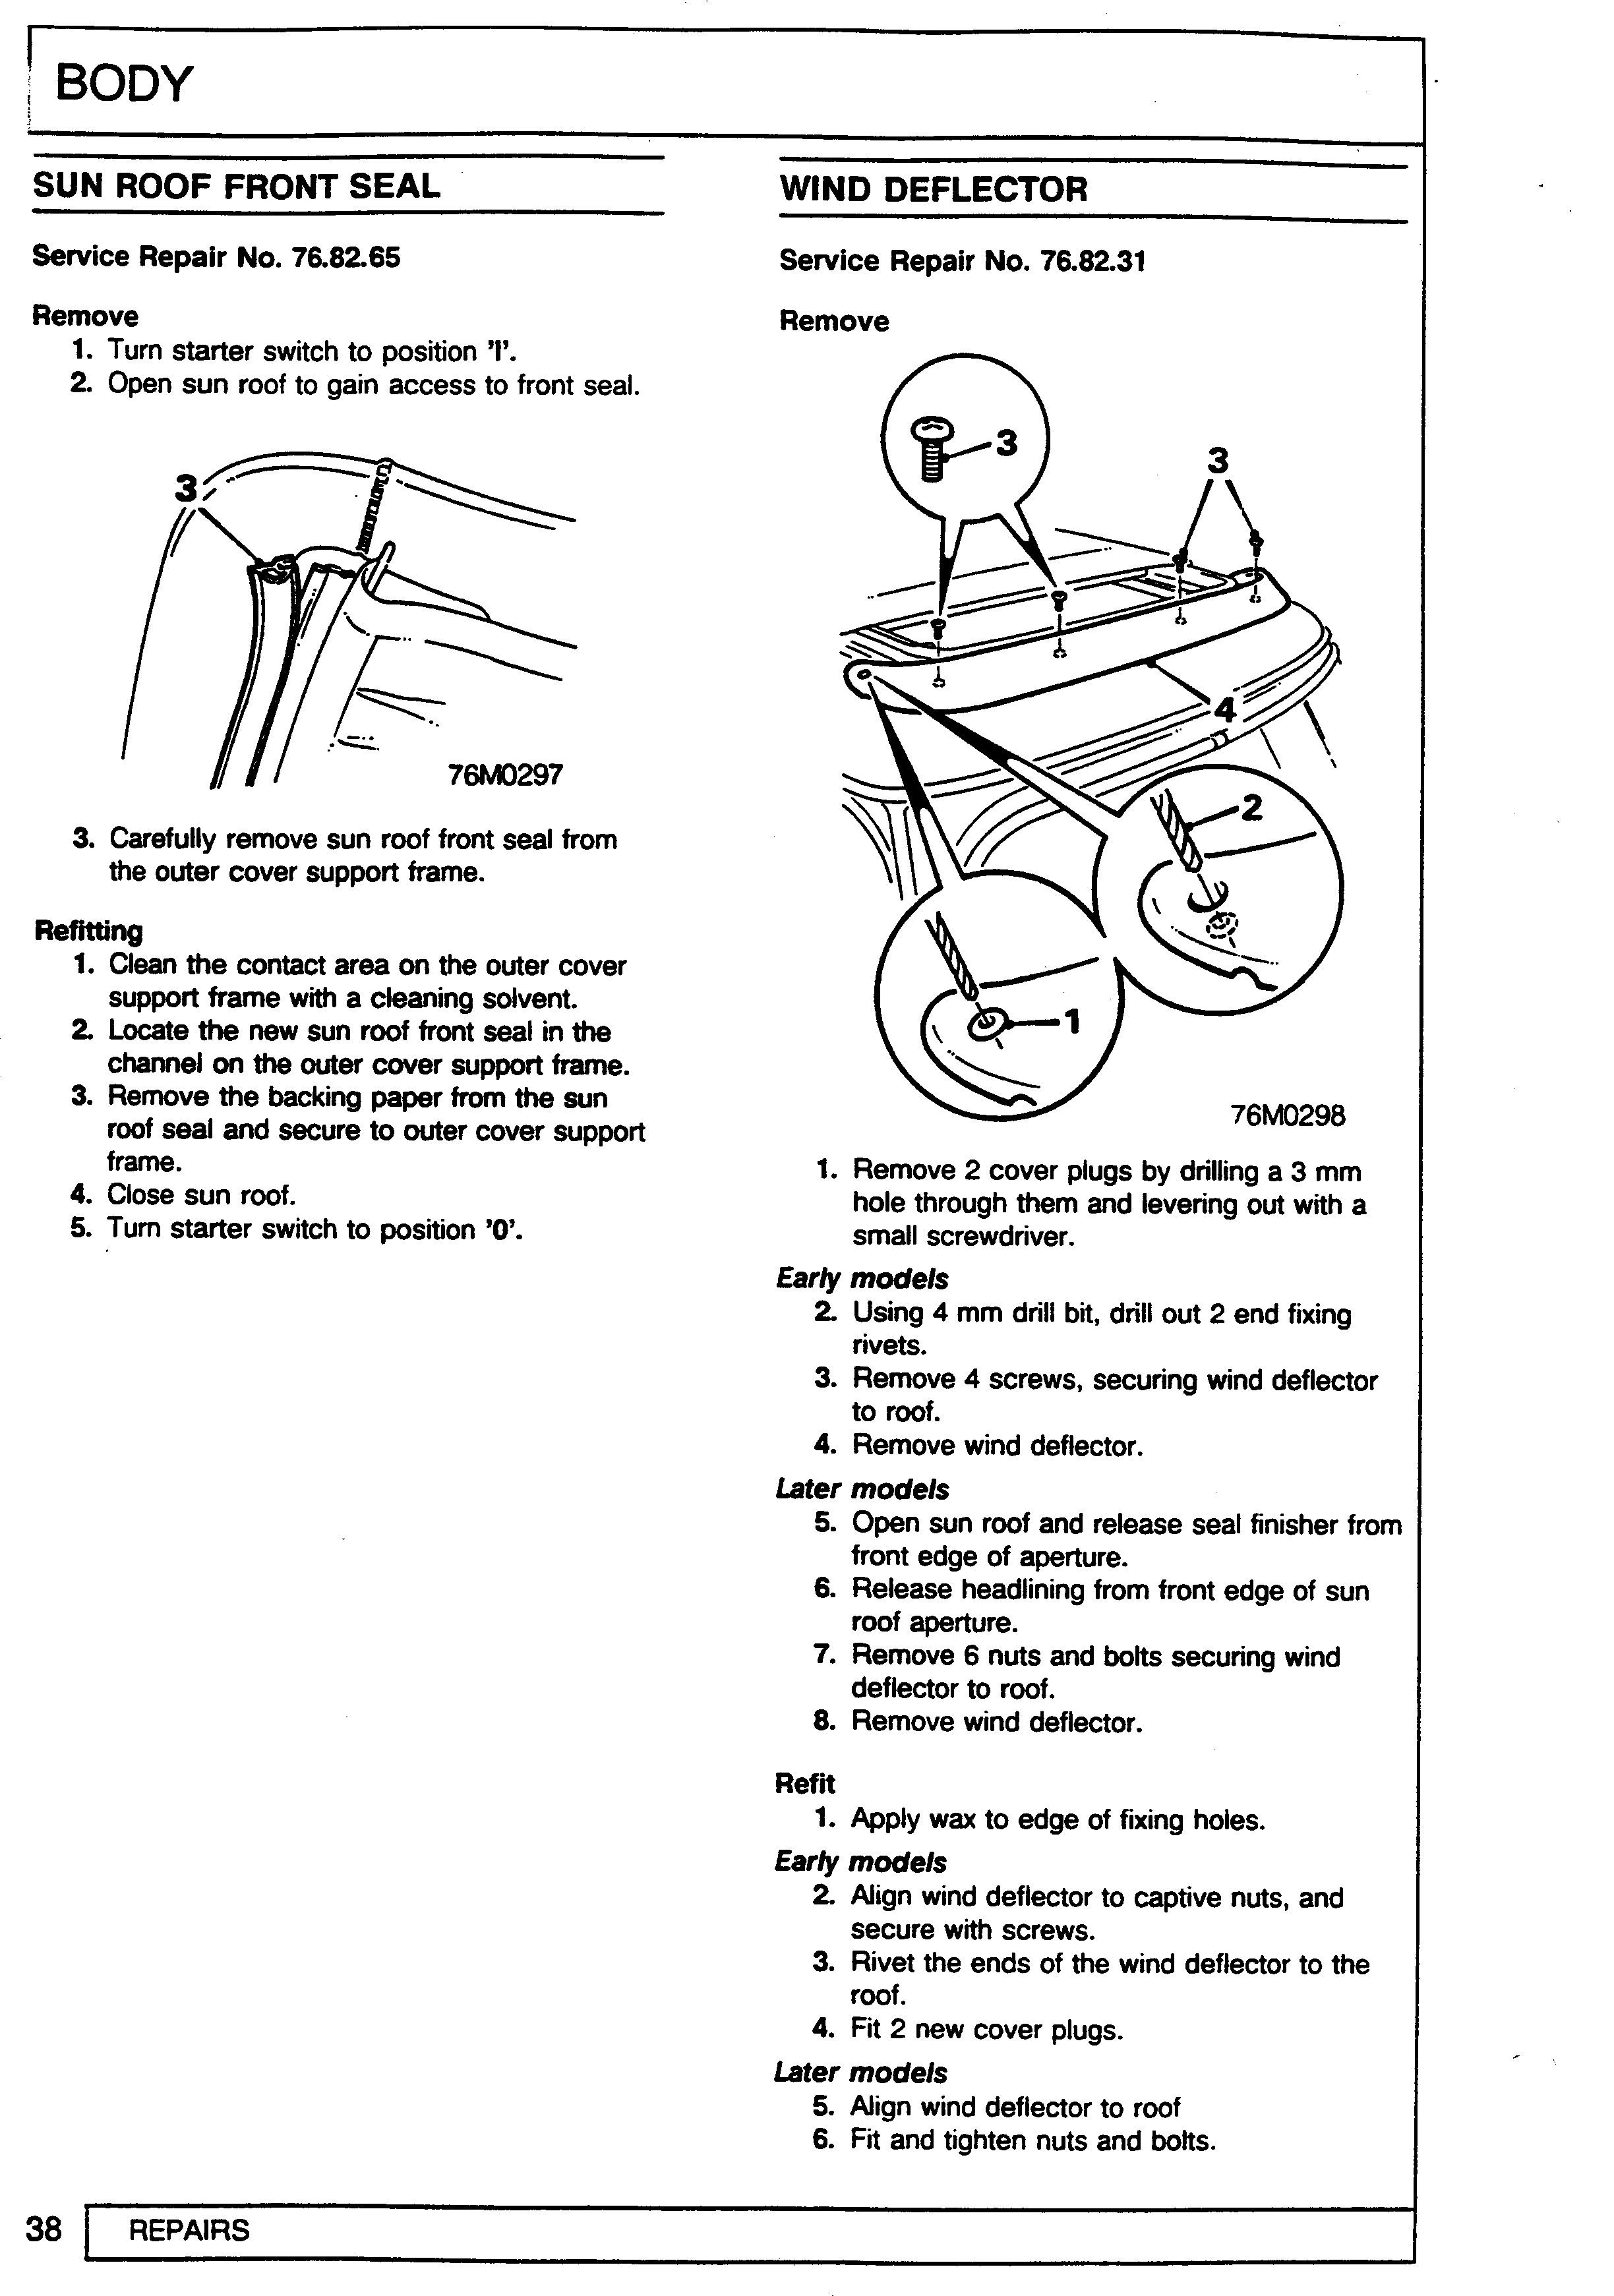 BODY
SUN ROOF FRONT SEAL
Service Repair No. 76.82.65
Remove
1. Turn starter switch to position 'I'.
2. Open sun roof to gain access to front seal.
3
76M0297
3. Carefully remove sun roof front seal from
the outer cover support frame.
Refitting
1. Clean the contact area on the outer cover
support frame with a cleaning solvent.
2. Locate the new sun roof front seal in the
channel on the outer cover support frame.
3. Remove the backing paper from the sun
roof seal and secure to outer cover support
frame.
4. Close sun roof.
5. Turn starter switch to position '0'.
WIND DEFLECTOR
Service Repair No. 76.82.31
Remove
3
3
4
2
1
76M0298
1. Remove 2 cover plugs by drilling a 3 mm
hole through them and levering out with a
small screwdriver.
Early models
2. Using 4 mm drill bit, drill out 2 end fixing
rivets.
3. Remove 4 screws, securing wind deflector
to roof.
4. Remove wind deflector.
Later models
5. Open sun roof and release seal finisher from
front edge of aperture.
6. Release headlining from front edge of sun
roof aperture.
7. Remove 6 nuts and bolts securing wind
deflector to roof.
8. Remove wind deflector.
Refit
1. Apply wax to edge of fixing holes.
Early models
2. Align wind deflector to captive nuts, and
secure with screws.
3. Rivet the ends of the wind deflector to the
roof.
4. Fit 2 new cover plugs.
Later models
5. Align wind deflector to roof
6. Fit and tighten nuts and bolts.
38
REPAIRS